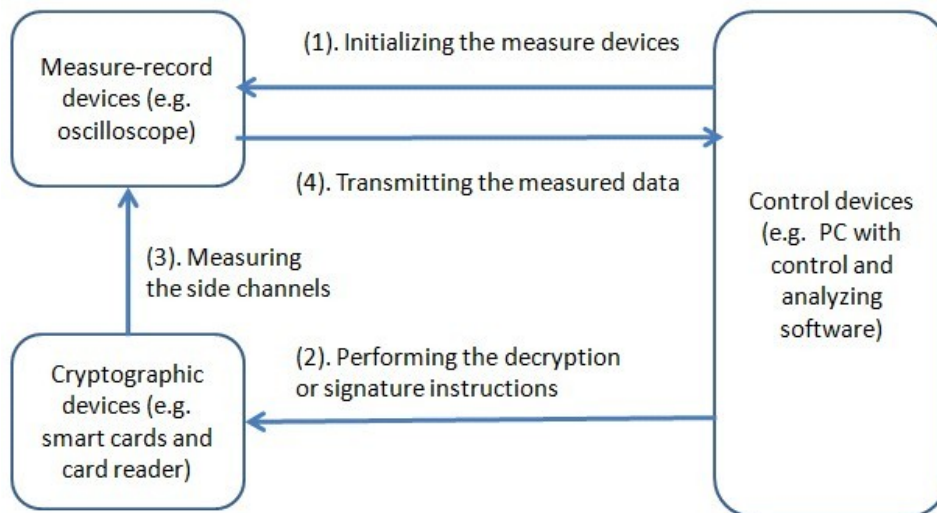 Measure-record
devices (e.g.
oscilloscope)
(1). Initializing the measure devices
(4). Transmitting the measured data
(3). Measuring
the side channels
Control devices
(e.g.  PC with
control and
analyzing
software)
Cryptographic
devices (e.g.
smart cards and
card reader)
(2). Performing the decryption
or signature instructions